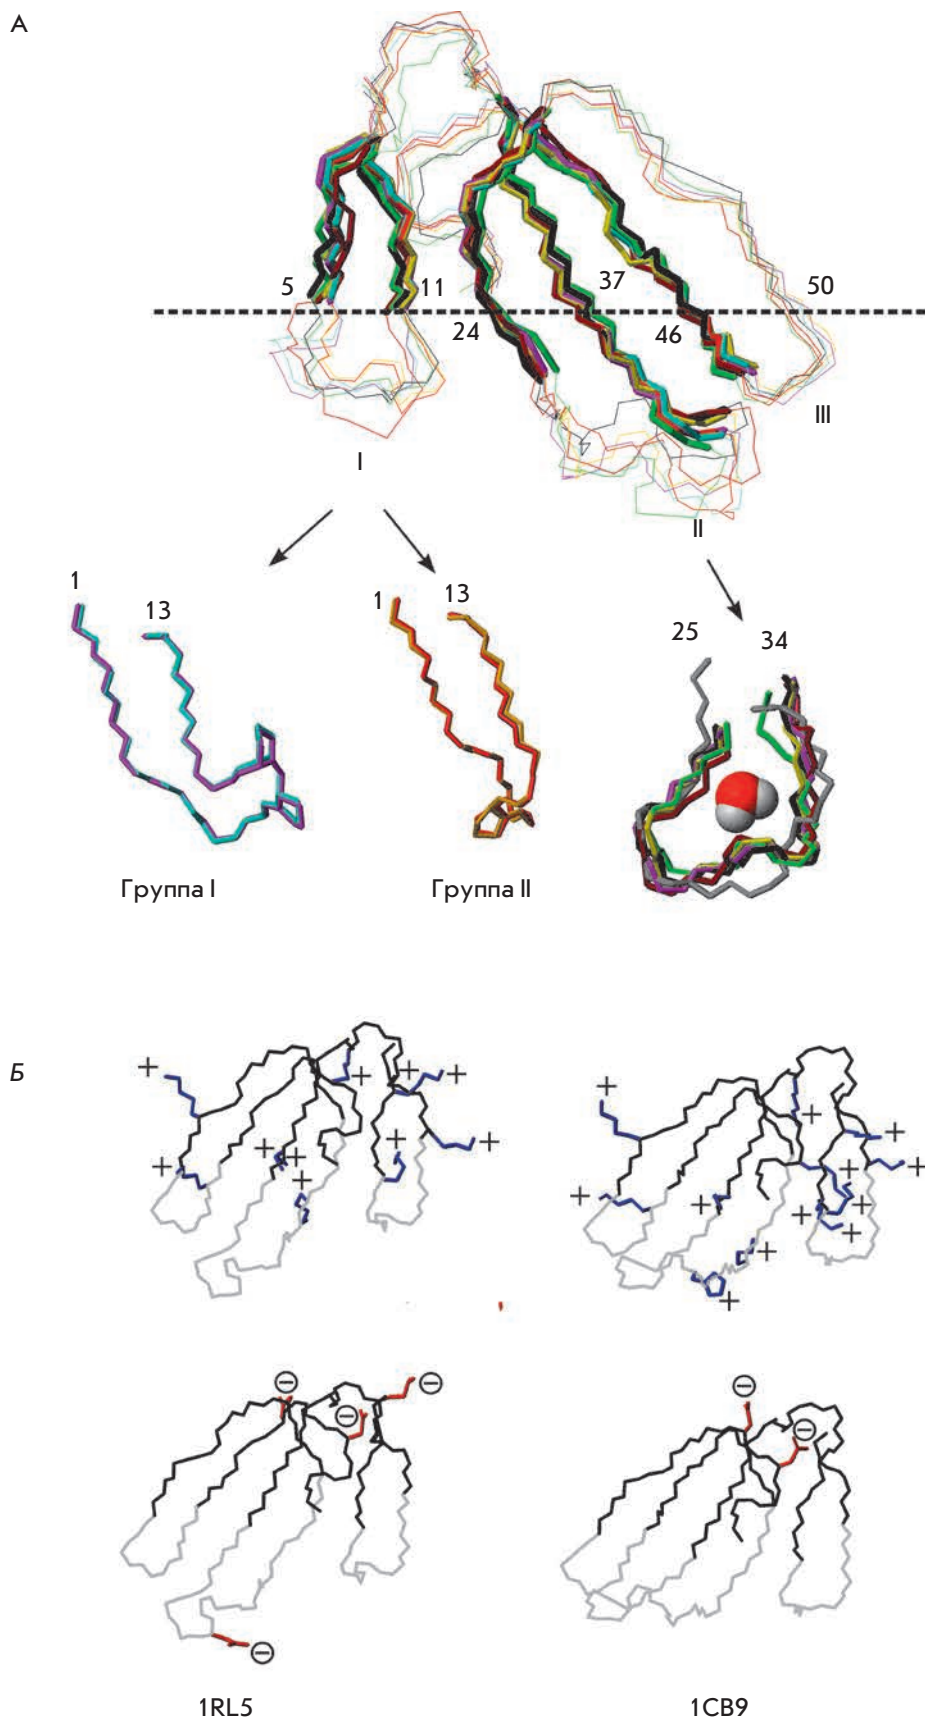 А
5
11
24
37
46
50
III
I
II
1
13
1
13
25
34
Группа I
Группа II
Б
+ + + + + + + + +
+ + + + + + + + + + +
− − − −
− −
1RL5
1CB9